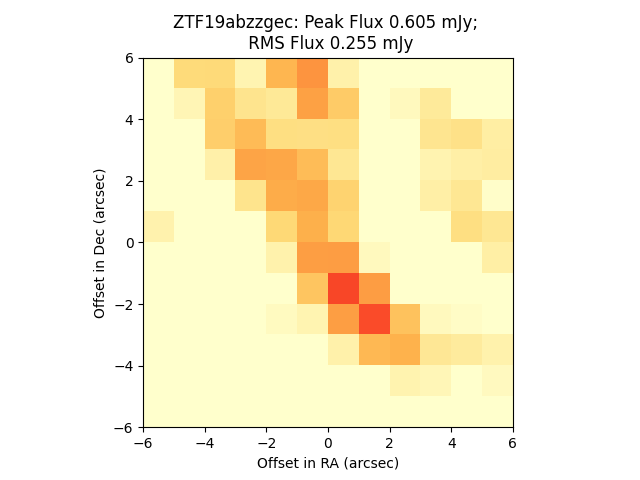 ZTF19abzzgec: Peak Flux 0.605 mJy;
RMS Flux 0.255 mJy
6
4
2
0
−2
−4
−6
Offset in Dec (arcsec)
−6 −4 −2 0 2 4 6
Offset in RA (arcsec)